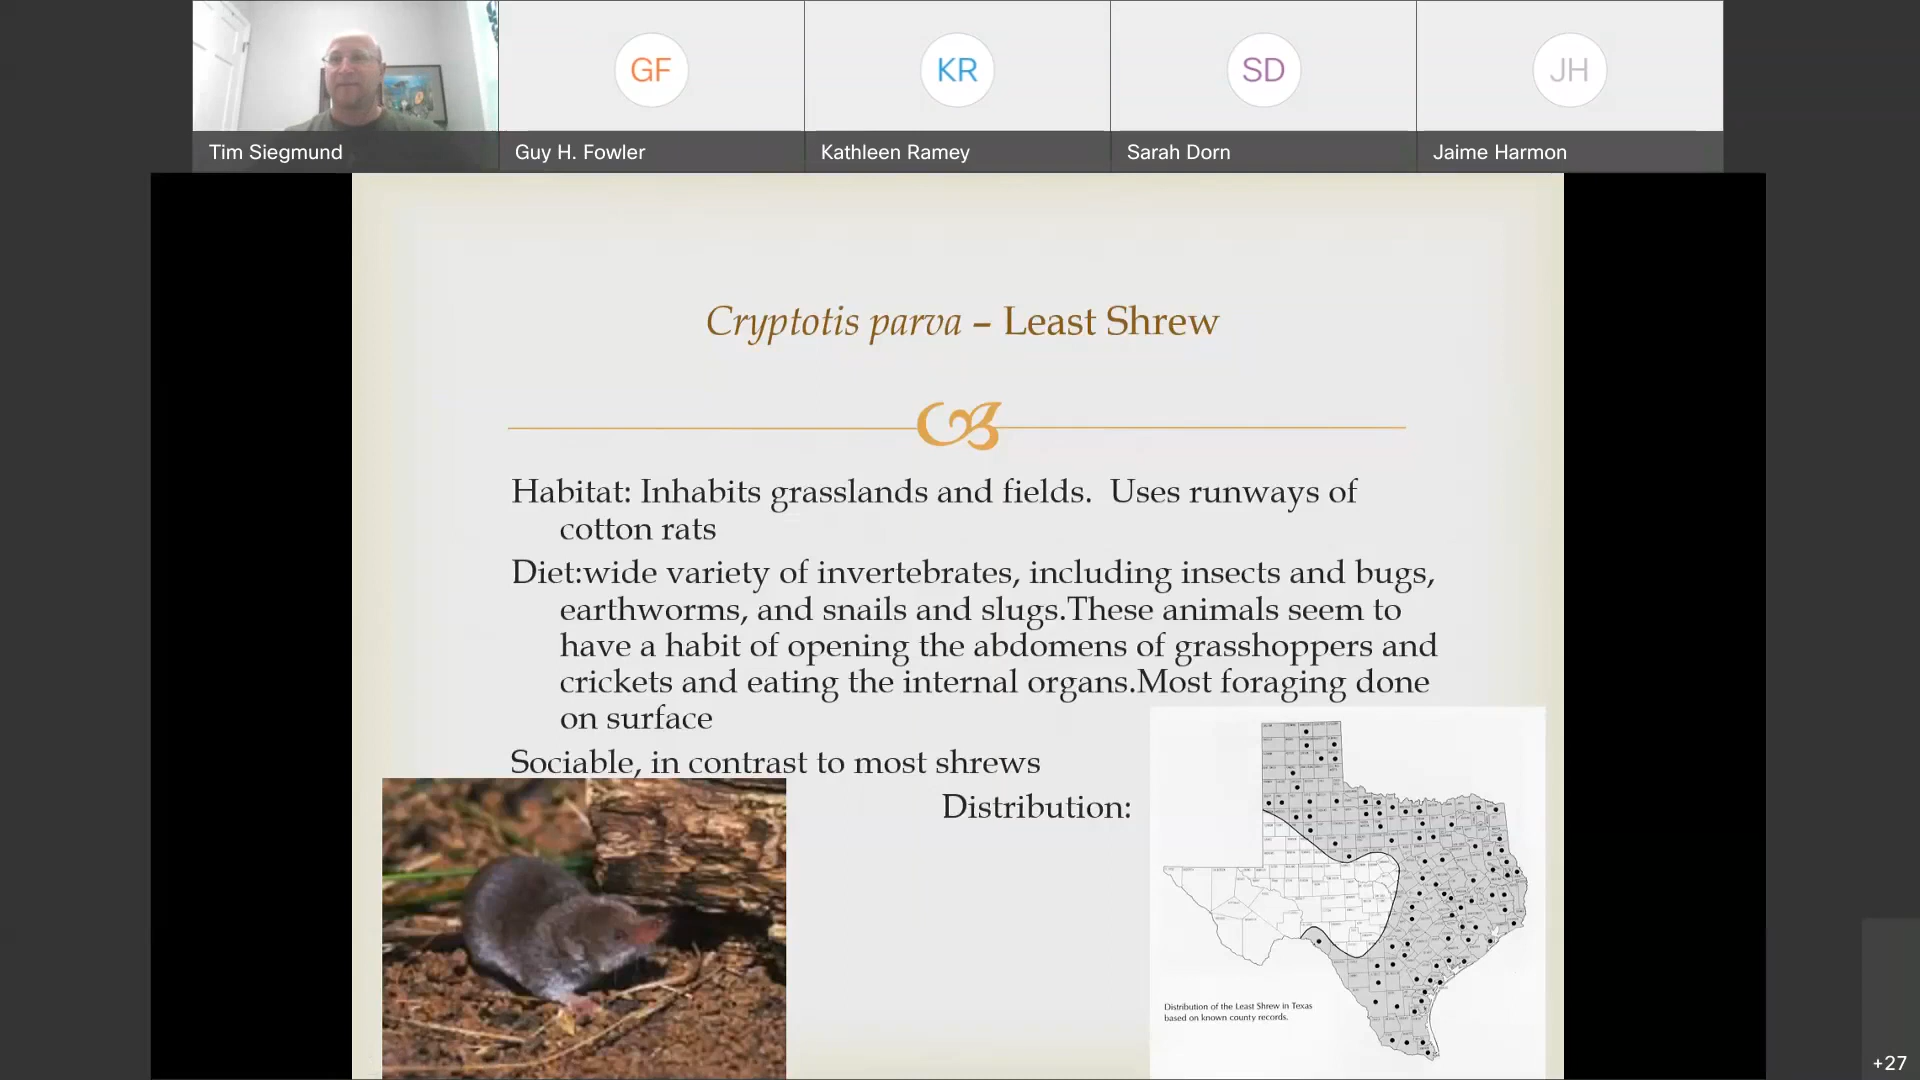 GF
KR
SD
JH
Tim Siegmund
Guy H. Fowler
Kathleen Ramey
Sarah Dorn
Jaime Harmon
Cryptotis parva – Least Shrew
Habitat: Inhabits grasslands and fields.  Uses runways of
cotton rats
Diet:wide variety of invertebrates, including insects and bugs,
earthworms, and snails and slugs.These animals seem to
have a habit of opening the abdomens of grasshoppers and
crickets and eating the internal organs.Most foraging done
on surface
Sociable, in contrast to most shrews
Distribution:
Distribution of the Least Shrew in Texas
based on known county records.
+27